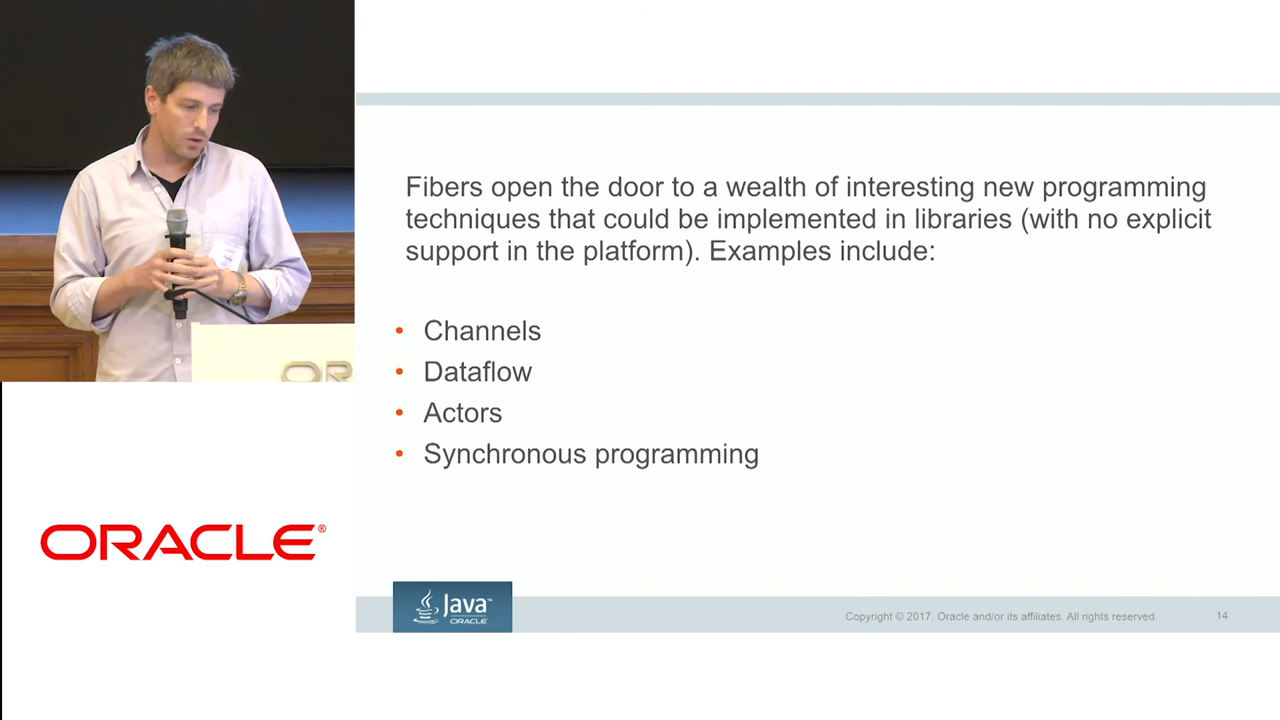 Fibers open the door to a wealth of interesting new programming
techniques that could be implemented in libraries (with no explicit
support in the platform). Examples include:
• Channels
• Dataflow
• Actors
• Synchronous programming
OR
ORACLE®
Java™
ORACLE
Copyright © 2017, Oracle and/or its affiliates. All rights reserved.
14